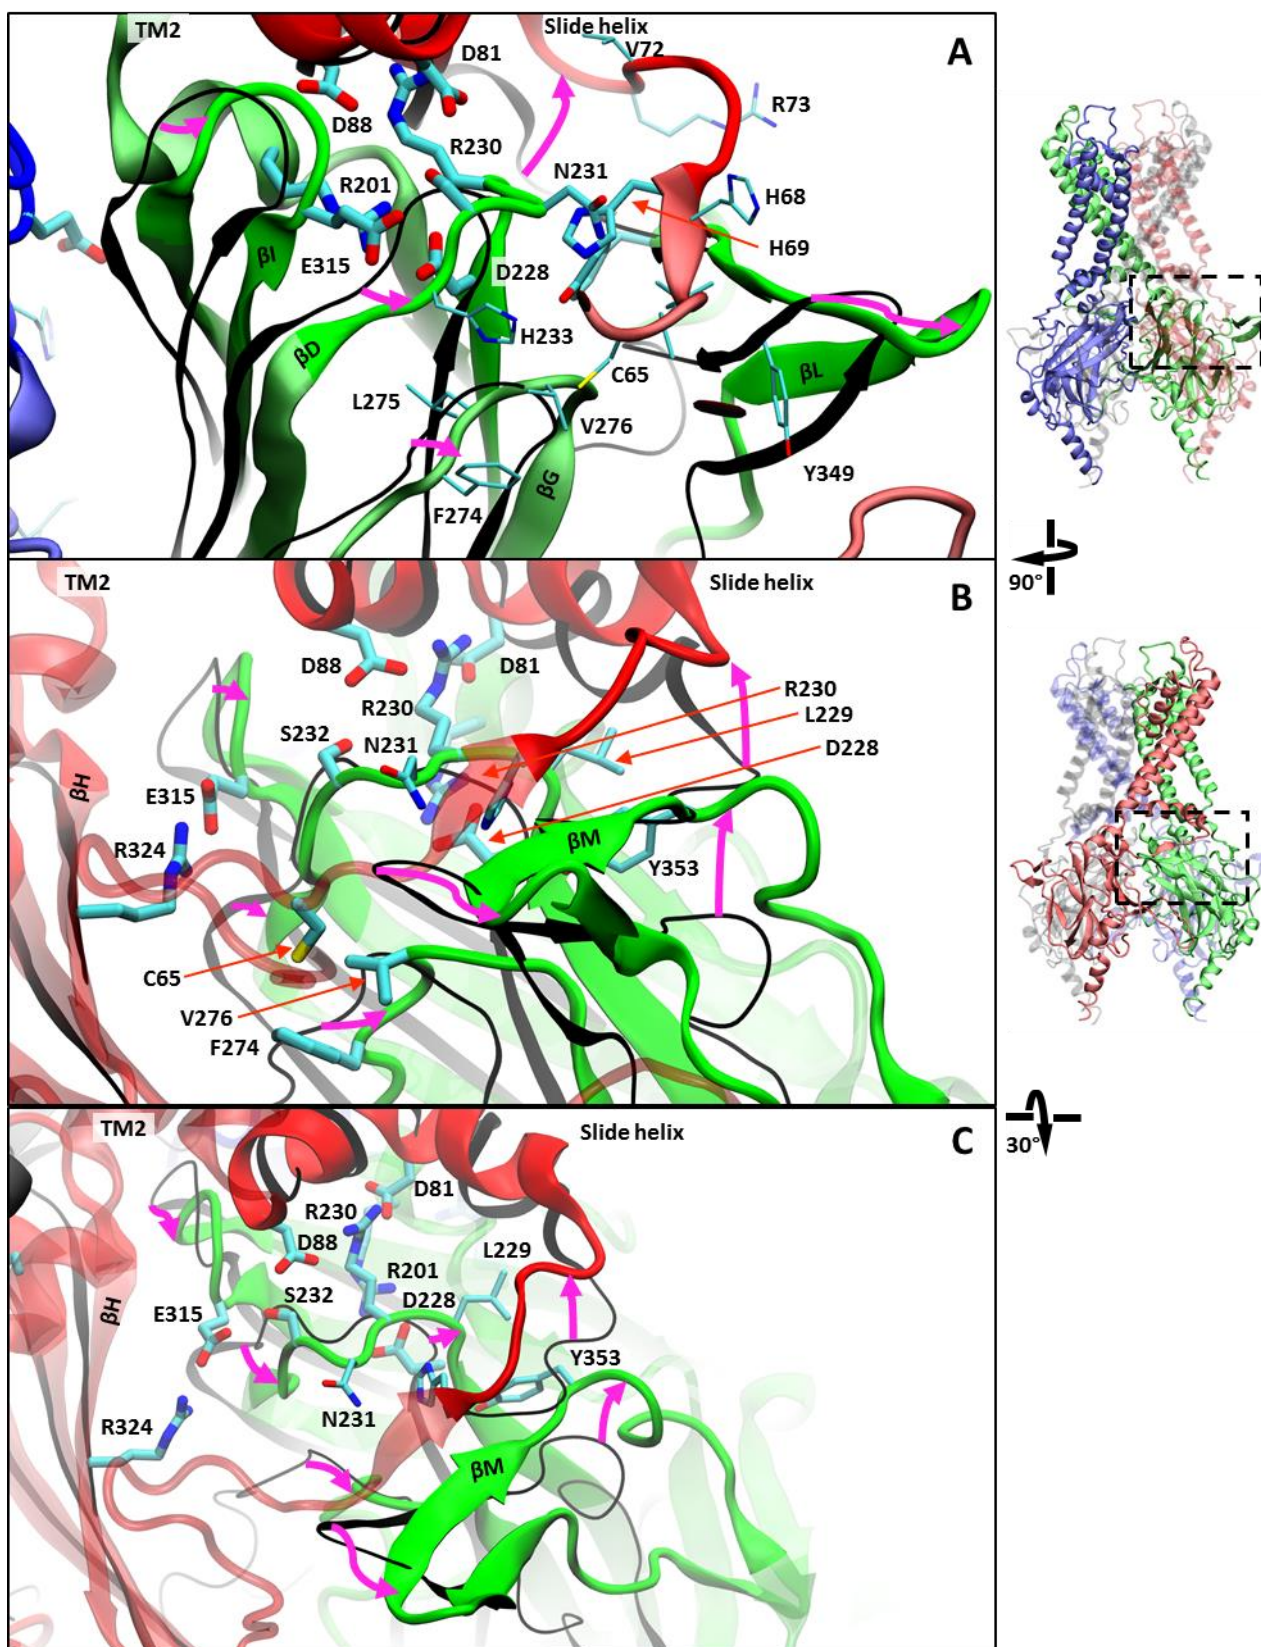 TM2
Slide helix
A
V72
D81
R73
D88
R230
N231
R201
H68
H69
βI
E315
D228
βD
H233
C65
βL
L275
V276
βG
Y349
F274
90°
TM2
Slide helix
B
D88
D81
R230
R230
L229
S232
N231
D228
βH
E315
βM
R324
Y353
C65
V276
F274
TM2
Slide helix
C
30°
D81
R230
D88
L229
R201
βH
S232
D228
E315
Y353
N231
R324
βM